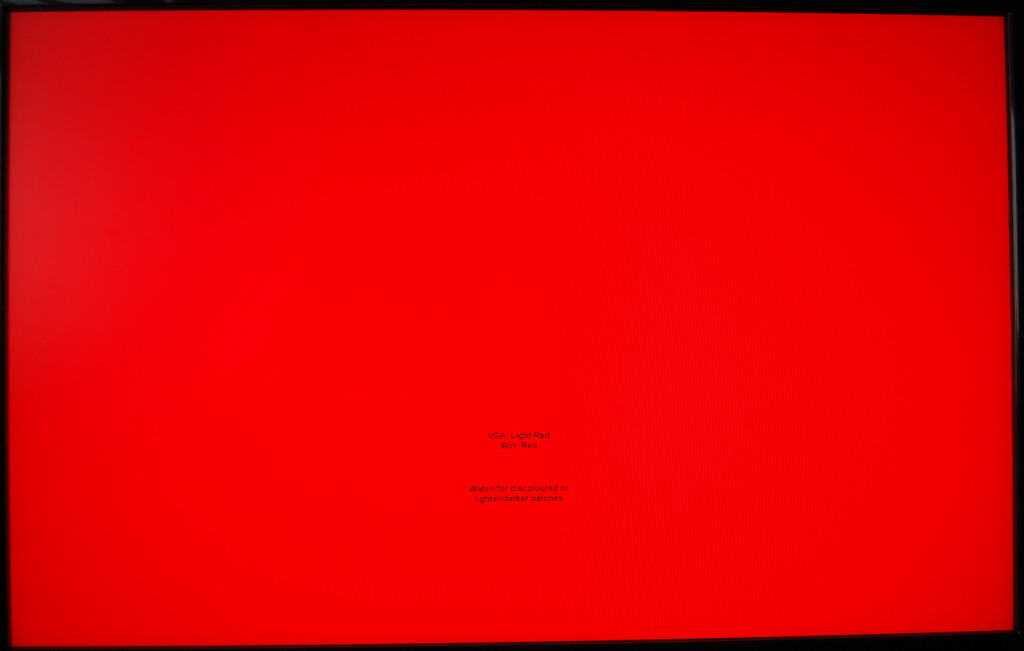 VGA: Light Red
Win: Red
Watch for discoloured or
lighter/darker patches